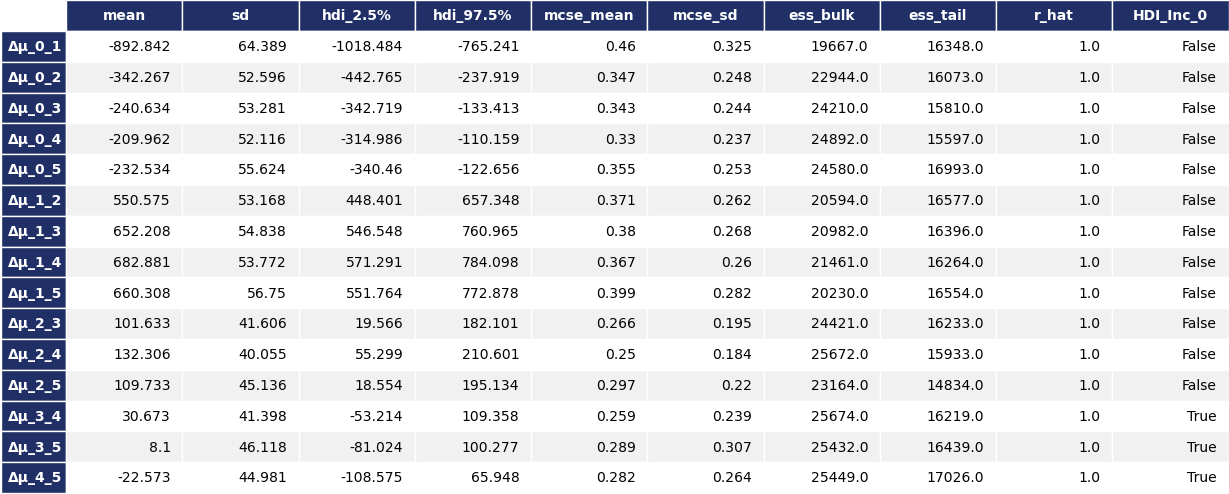 mean sd hdi_2.5% hdi_97.5% mcse_mean mcse_sd ess_bulk ess_tail r_hat HDI_Inc_0
Δμ_0_1 -892.842 64.389 -1018.484 -765.241 0.46 0.325 19667.0 16348.0 1.0 False
Δμ_0_2 -342.267 52.596 -442.765 -237.919 0.347 0.248 22944.0 16073.0 1.0 False
Δμ_0_3 -240.634 53.281 -342.719 -133.413 0.343 0.244 24210.0 15810.0 1.0 False
Δμ_0_4 -209.962 52.116 -314.986 -110.159 0.33 0.237 24892.0 15597.0 1.0 False
Δμ_0_5 -232.534 55.624 -340.46 -122.656 0.355 0.253 24580.0 16993.0 1.0 False
Δμ_1_2 550.575 53.168 448.401 657.348 0.371 0.262 20594.0 16577.0 1.0 False
Δμ_1_3 652.208 54.838 546.548 760.965 0.38 0.268 20982.0 16396.0 1.0 False
Δμ_1_4 682.881 53.772 571.291 784.098 0.367 0.26 21461.0 16264.0 1.0 False
Δμ_1_5 660.308 56.75 551.764 772.878 0.399 0.282 20230.0 16554.0 1.0 False
Δμ_2_3 101.633 41.606 19.566 182.101 0.266 0.195 24421.0 16233.0 1.0 False
Δμ_2_4 132.306 40.055 55.299 210.601 0.25 0.184 25672.0 15933.0 1.0 False
Δμ_2_5 109.733 45.136 18.554 195.134 0.297 0.22 23164.0 14834.0 1.0 False
Δμ_3_4 30.673 41.398 -53.214 109.358 0.259 0.239 25674.0 16219.0 1.0 True
Δμ_3_5 8.1 46.118 -81.024 100.277 0.289 0.307 25432.0 16439.0 1.0 True
Δμ_4_5 -22.573 44.981 -108.575 65.948 0.282 0.264 25449.0 17026.0 1.0 True